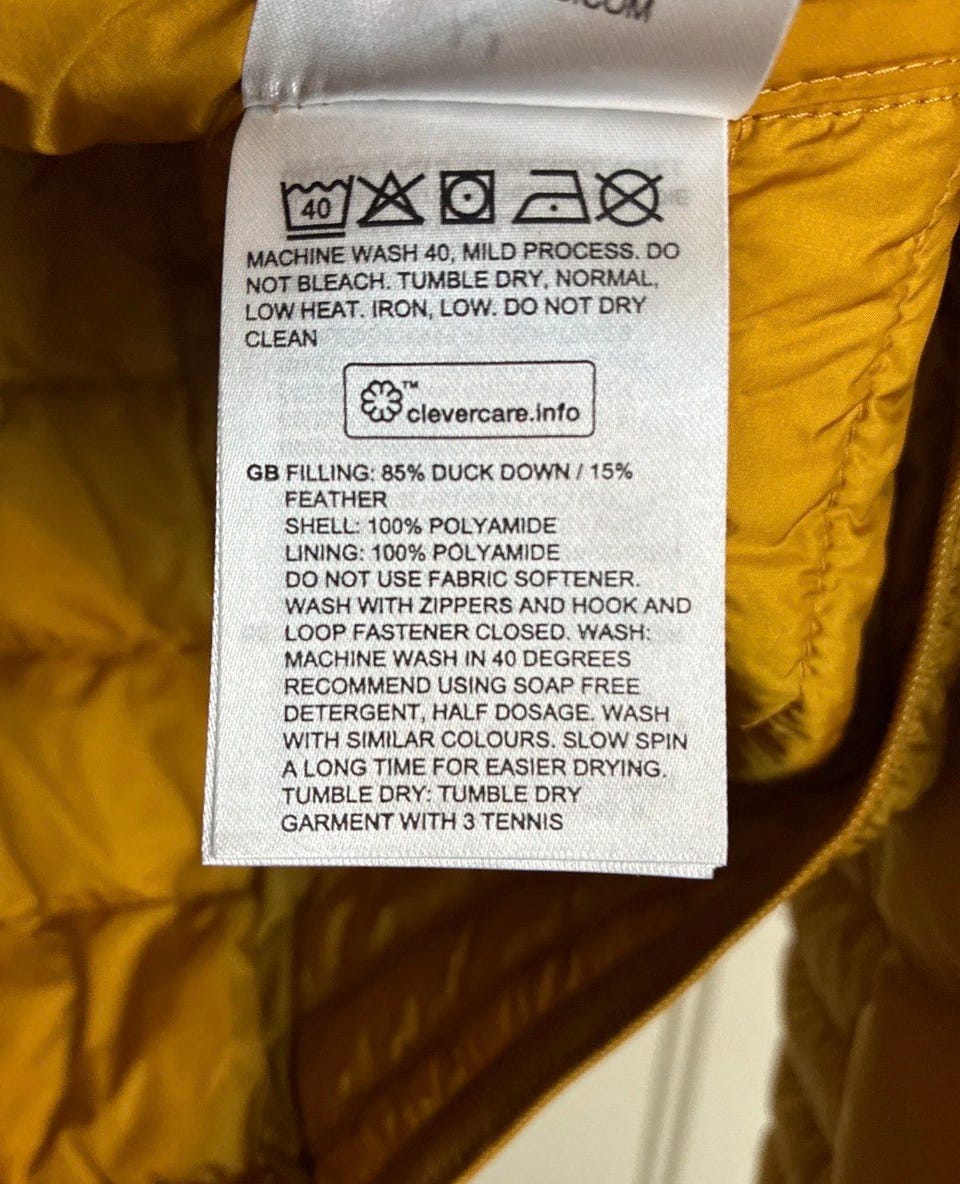 .COM
40
MACHINE WASH 40, MILD PROCESS. DO
NOT BLEACH. TUMBLE DRY, NORMAL,
LOW HEAT. IRON, LOW. DO NOT DRY
CLEAN
clevercare.info™
GB FILLING: 85% DUCK DOWN / 15%
FEATHER
SHELL: 100% POLYAMIDE
LINING: 100% POLYAMIDE
DO NOT USE FABRIC SOFTENER.
WASH WITH ZIPPERS AND HOOK AND
LOOP FASTENER CLOSED. WASH:
MACHINE WASH IN 40 DEGREES
RECOMMEND USING SOAP FREE
DETERGENT, HALF DOSAGE. WASH
WITH SIMILAR COLOURS. SLOW SPIN
A LONG TIME FOR EASIER DRYING.
TUMBLE DRY: TUMBLE DRY
GARMENT WITH 3 TENNIS